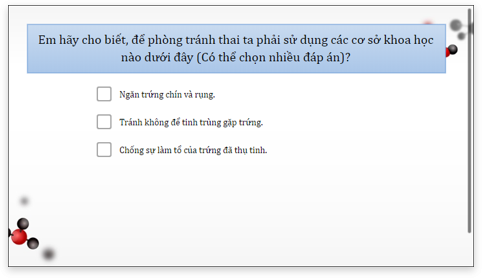 Em hãy cho biết, để phòng tránh thai ta phải sử dụng các cơ sở khoa học
nào dưới đây (Có thể chọn nhiều đáp án)?
Ngăn trứng chín và rụng.
Tránh không để tinh trùng gặp trứng.
Chống sự làm tổ của trứng đã thụ tinh.